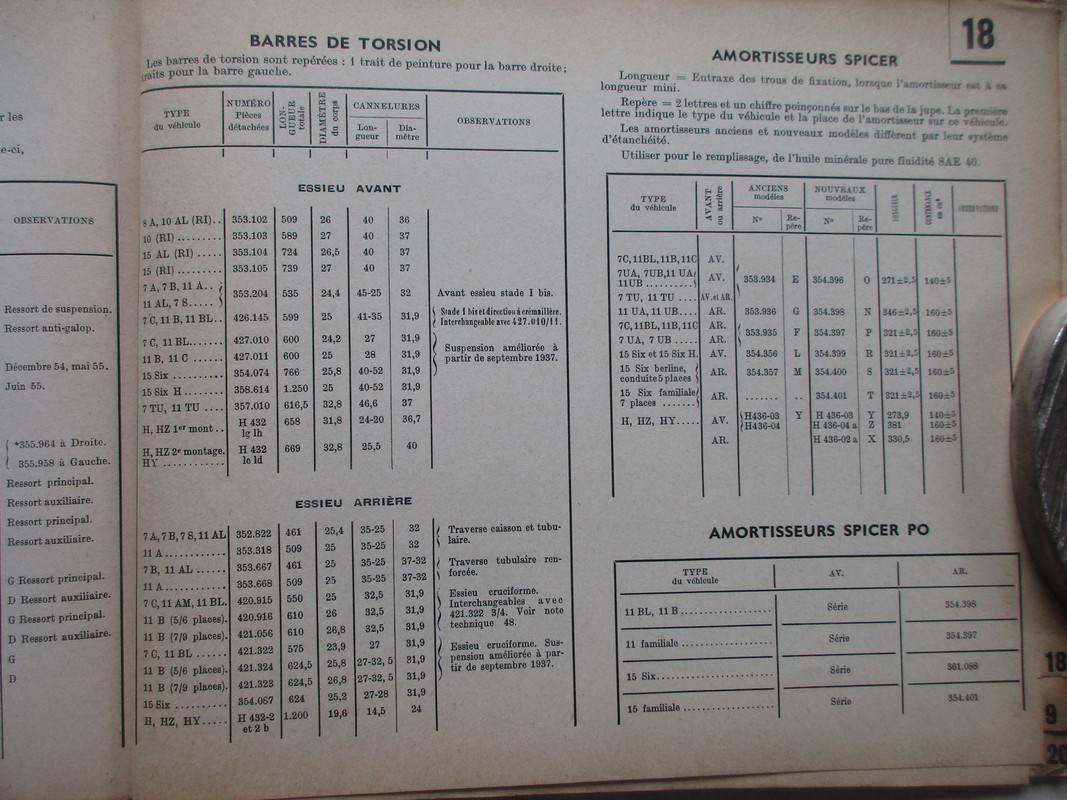 r les
e-ci,
OBSERVATIONS
Ressort de suspension.
Ressort anti-galop.
Décembre 54, mai 55.
Juin 55.
*355.964 à Droite.
355.958 à Gauche.
Ressort principal.
Ressort auxiliaire.
Ressort principal.
Ressort auxiliaire.
G Ressort principal.
D Ressort auxiliaire.
G Ressort principal.
D Ressort auxiliaire.
G
D
BARRES DE TORSION
Les barres de torsion sont repérées : 1 trait de peinture pour la barre droite;
traits pour la barre gauche.
TYPE du véhicule | NUMÉRO Pièces détachées | LONGUEUR totale | DIAMÈTRE du corps | CANNELURES Longueur | Diamètre | OBSERVATIONS
ESSIEU AVANT
8 A, 10 AL (RI).. 353.102 509 26 40 36
10 (RI) ......... 353.103 589 27 40 37
15 AL (RI) ..... 353.104 724 26,5 40 37
15 (RI) ......... 353.105 739 27 40 37
7 A, 7 B, 11 A..
11 AL, 7 S..... 353.204 535 24,4 45-25 32 Avant essieu stade I bis.
7 C, 11 B, 11 BL.. 426.145 599 25 41-35 31,9 Stade 1 bis et direction à crémaillère. Interchangeable avec 427.010/11.
7 C, 11 BL...... 427.010 600 24,2 27 31,9 Suspension améliorée à
11 B, 11 C ...... 427.011 600 25 28 31,9 partir de septembre 1937.
15 Six .......... 354.074 766 25,8 40-52 31,9
15 Six H ........ 358.614 1.250 25 40-52 31,9
7 TU, 11 TU .... 357.010 616,5 32,8 46,6 37
H, HZ 1er mont.. H 432 lg lh 658 31,8 24-20 36,7
H, HZ 2e montage.
HY ............ H 432 lc ld 669 32,8 25,5 40
ESSIEU ARRIÈRE
7 A, 7 B, 7 S, 11 AL 352.822 461 25,4 35-25 32 Traverse caisson et tubu-
11 A............ 353.318 509 25 35-25 32 laire.
7 B, 11 AL ...... 353.667 461 25 35-25 37-32 Traverse tubulaire ren-
11 A............ 353.668 509 25 35-25 37-32 forcée.
7 C, 11 AM, 11 BL. 420.915 550 25 32,5 31,9 Essieu cruciforme.
11 B (5/6 places). 420.916 610 26 32,5 31,9 Interchangeables avec
11 B (7/9 places). 421.056 610 26,8 32,5 31,9 421.322 3/4. Voir note technique 48.
7 C, 11 BL ...... 421.322 575 23,9 27 31,9 Essieu cruciforme. Sus-
11 B (5/6 places). 421.324 624,5 25,8 27-32,5 31,9 pension améliorée à par-
11 B (7/9 places). 421.323 624,5 26,8 27-32,5 31,9 tir de septembre 1937.
15 Six .......... 354.087 624 25,2 27-28 31,9
H, HZ, HY..... H 432-2 et 2 b 1.200 19,6 14,5 24
18
AMORTISSEURS SPICER
Longueur = Entraxe des trous de fixation, lorsque l'amortisseur est à sa
longueur mini.
Repère = 2 lettres et un chiffre poinçonnés sur le bas de la jupe. La première
lettre indique le type du véhicule et la place de l'amortisseur sur ce véhicule.
Les amortisseurs anciens et nouveaux modèles diffèrent par leur système
d'étanchéité.
Utiliser pour le remplissage, de l'huile minérale pure fluidité SAE 40.
TYPE du véhicule | AVANT ou arrière | ANCIENS modèles No | Repère | NOUVEAUX modèles No | Repère | LONGUEUR | CONTENANCE en cm³ | OBSERVATIONS
7C, 11BL, 11B, 11C AV.
7UA, 7UB, 11 UA
11UB .......... AV. 353.934 E 354.396 O 271±2,5 140±5
7 TU, 11 TU .... AV. et AR.
11 UA, 11 UB.... AR. 353.936 G 354.398 N 346±2,5 160±5
7C, 11BL, 11B, 11C AR.
7 UA, 7 UB ..... AR. 353.935 F 354.397 P 321±2,5 160±5
15 Six et 15 Six H. AV. 354.356 L 354.399 R 321±2,5 160±5
15 Six berline,
conduite 5 places AR. 354.357 M 354.400 S 321±2,5 160±5
15 Six familiale
7 places ....... AR. ....... .. 354.401 T 321±2,5 160±5
H, HZ, HY..... AV. H436-03 Y H 436-03 Y 273,9 140±5
H436-04 H 436-04 a Z 381 160±5
AR. H 436-02 a X 330,5 160±5
AMORTISSEURS SPICER PO
TYPE du véhicule | AV. | AR.
11 BL, 11 B.................... Série 354.398
11 familiale .................... Série 354.397
15 Six.......................... Série 361.088
15 familiale .................... Série 354.401
18
9
20